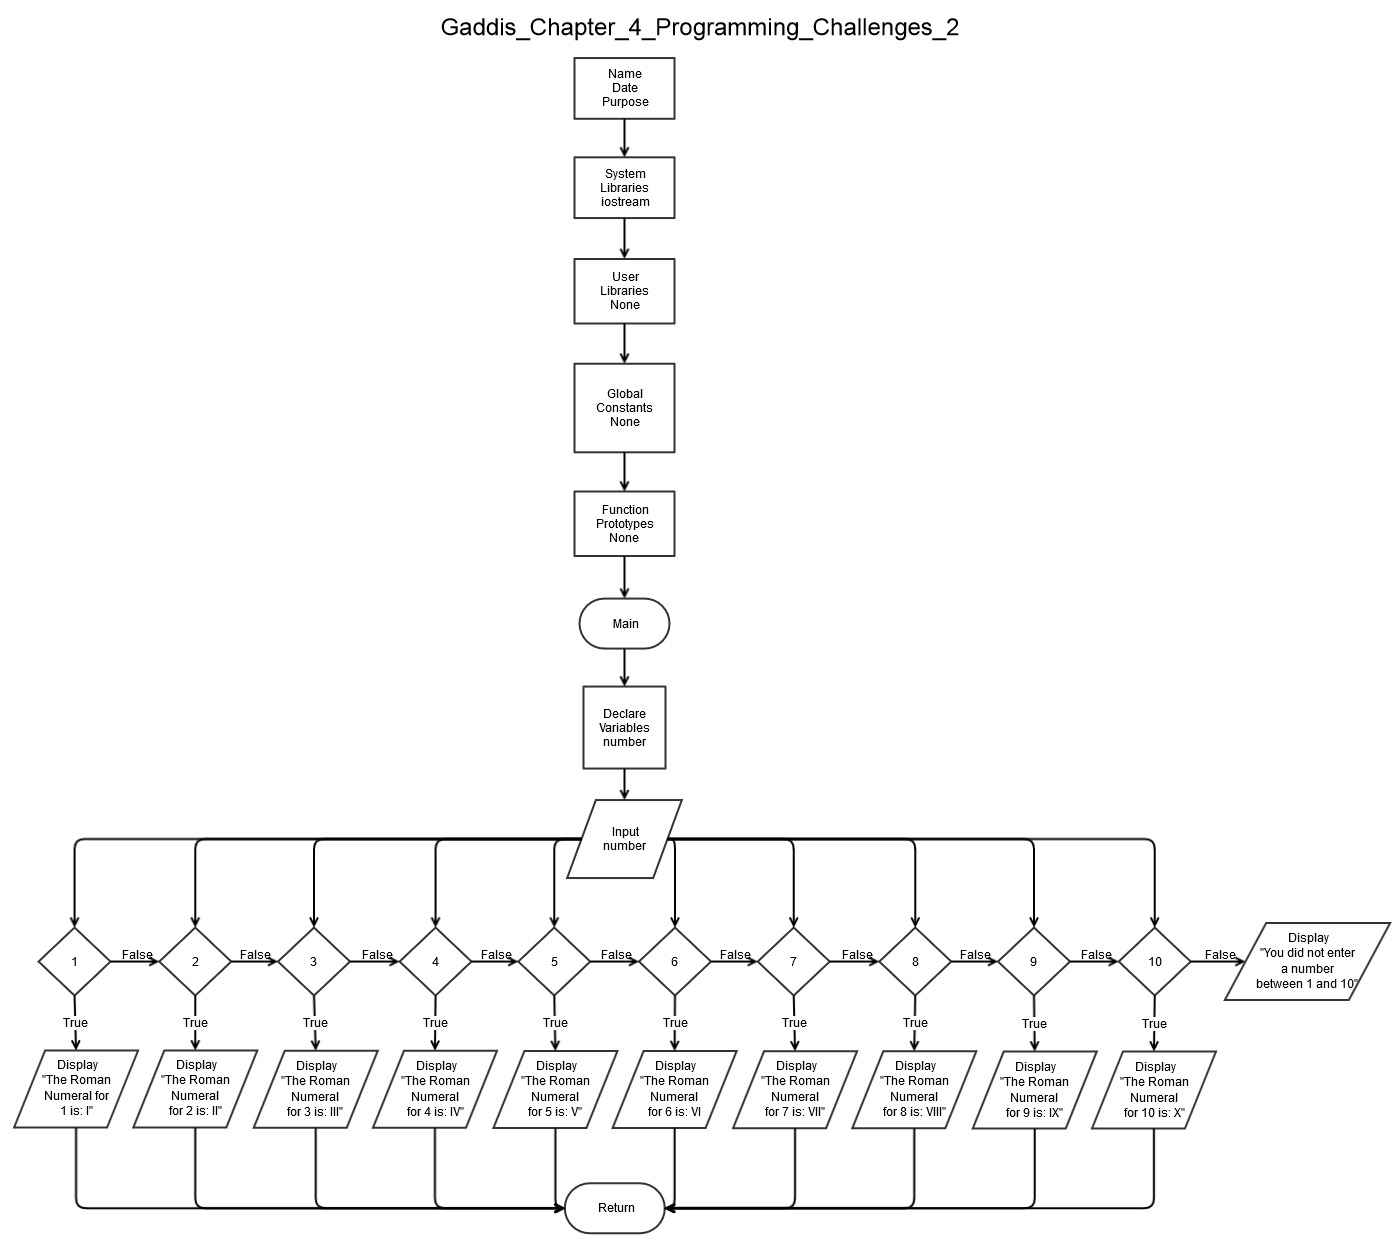 Gaddis_Chapter_4_Programming_Challenges_2
Name
Date
Purpose
System
Libraries
iostream
User
Libraries
None
Global
Constants
None
Function
Prototypes
None
Main
Declare
Variables
number
Input
number
1
False
2
False
3
False
4
False
5
False
6
False
7
False
8
False
9
False
10
False
Display
"You did not enter
a number
between 1 and 10"
True
True
True
True
True
True
True
True
True
True
Display
"The Roman
Numeral for
1 is: I"
Display
"The Roman
Numeral
for 2 is: II"
Display
"The Roman
Numeral
for 3 is: III"
Display
"The Roman
Numeral
for 4 is: IV"
Display
"The Roman
Numeral
for 5 is: V"
Display
"The Roman
Numeral
for 6 is: VI
Display
"The Roman
Numeral
for 7 is: VII"
Display
"The Roman
Numeral
for 8 is: VIII"
Display
"The Roman
Numeral
for 9 is: IX"
Display
"The Roman
Numeral
for 10 is: X"
Return